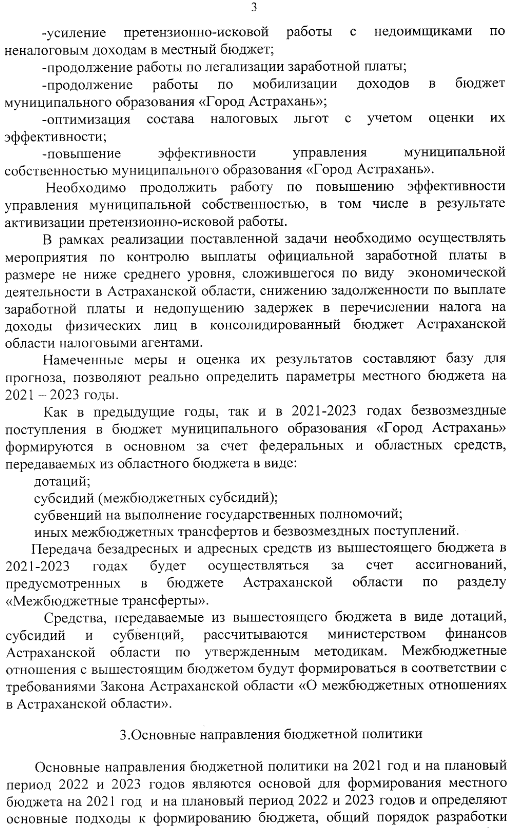 3
-усиление претензионно-исковой работы с недоимщиками по
неналоговым доходам в местный бюджет;
-продолжение работы по легализации заработной платы;
-продолжение работы по мобилизации доходов в бюджет
муниципального образования «Город Астрахань»;
-оптимизация состава налоговых льгот с учетом оценки их
эффективности;
-повышение эффективности управления муниципальной
собственностью муниципального образования «Город Астрахань».
Необходимо продолжить работу по повышению эффективности
управления муниципальной собственностью, в том числе в результате
активизации претензионно-исковой работы.
В рамках реализации поставленной задачи необходимо осуществлять
мероприятия по контролю выплаты официальной заработной платы в
размере не ниже среднего уровня, сложившегося по виду экономической
деятельности в Астраханской области, снижению задолженности по выплате
заработной платы и недопущению задержек в перечислении налога на
доходы физических лиц в консолидированный бюджет Астраханской
области налоговыми агентами.
Намеченные меры и оценка их результатов составляют базу для
прогноза, позволяют реально определить параметры местного бюджета на
2021 – 2023 годы.
Как в предыдущие годы, так и в 2021-2023 годах безвозмездные
поступления в бюджет муниципального образования «Город Астрахань»
формируются в основном за счет федеральных и областных средств,
передаваемых из областного бюджета в виде:
дотаций;
субсидий (межбюджетных субсидий);
субвенций на выполнение государственных полномочий;
иных межбюджетных трансфертов и безвозмездных поступлений.
Передача безадресных и адресных средств из вышестоящего бюджета в
2021-2023 годах будет осуществляться за счет ассигнований,
предусмотренных в бюджете Астраханской области по разделу
«Межбюджетные трансферты».
Средства, передаваемые из вышестоящего бюджета в виде дотаций,
субсидий и субвенций, рассчитываются министерством финансов
Астраханской области по утвержденным методикам. Межбюджетные
отношения с вышестоящим бюджетом будут формироваться в соответствии с
требованиями Закона Астраханской области «О межбюджетных отношениях
в Астраханской области».
3.Основные направления бюджетной политики
Основные направления бюджетной политики на 2021 год и на плановый
период 2022 и 2023 годов являются основой для формирования местного
бюджета на 2021 год и на плановый период 2022 и 2023 годов и определяют
основные подходы к формированию бюджета, общий порядок разработки